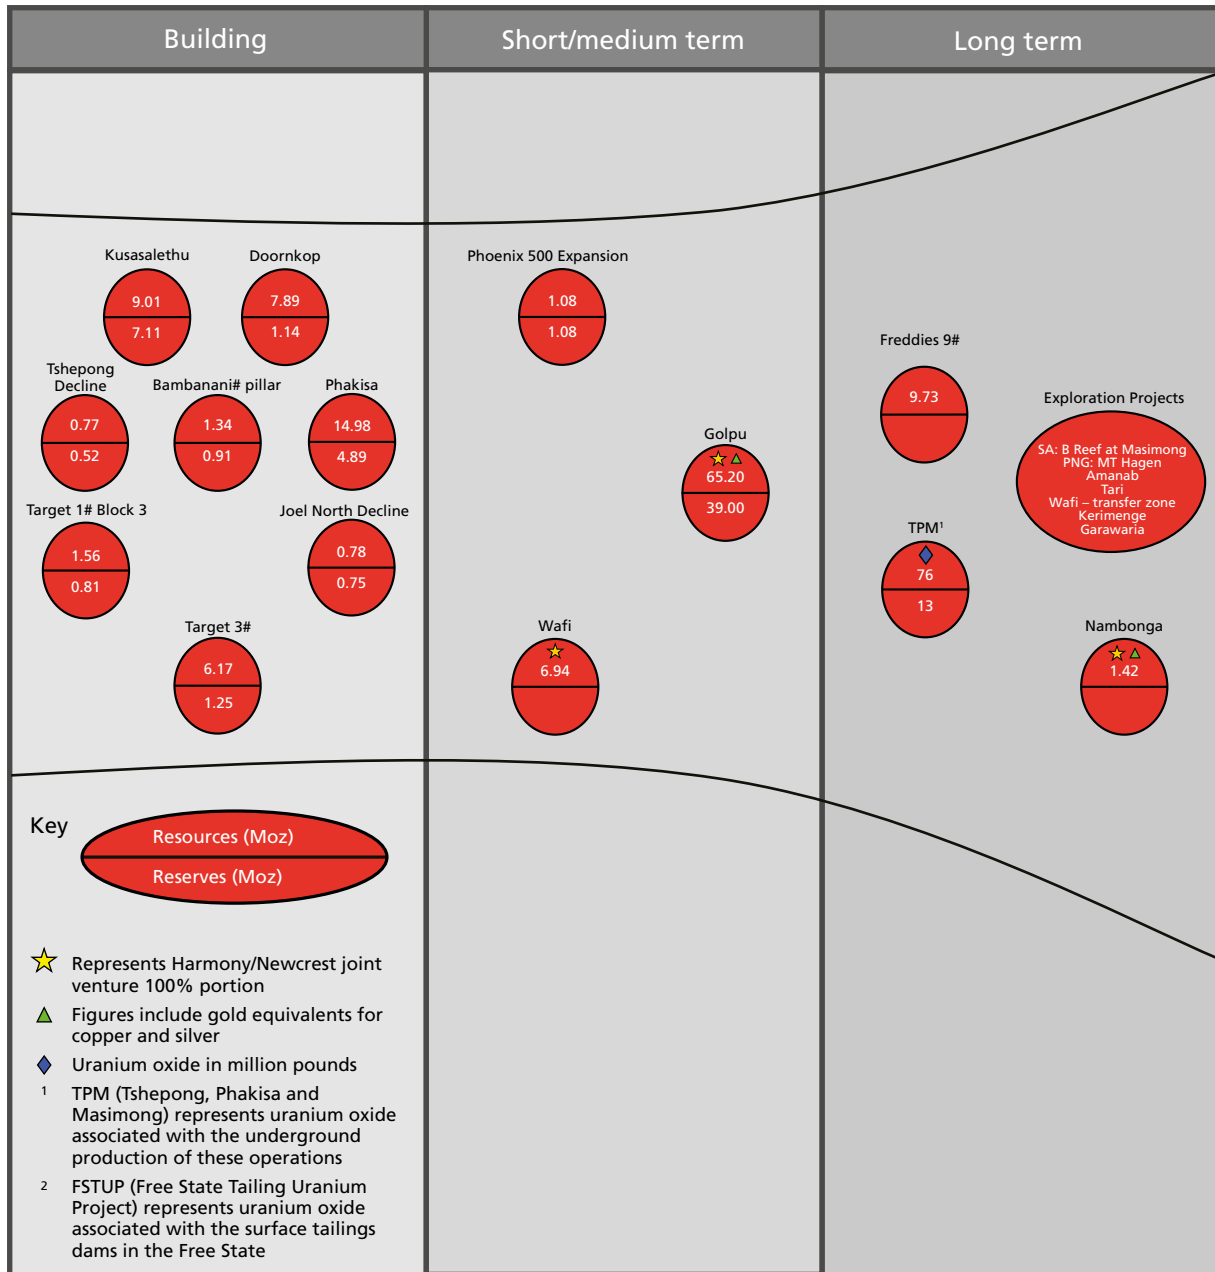 Building
Short/medium term
Long term
Kusasalethu
9.01
7.11
Doornkop
7.89
1.14
Tshepong
Decline
0.77
0.52
Bambanani# pillar
1.34
0.91
Phakisa
14.98
4.89
Target 1# Block 3
1.56
0.81
Joel North Decline
0.78
0.75
Target 3#
6.17
1.25
Phoenix 500 Expansion
1.08
1.08
Golpu
65.20
39.00
Wafi
6.94
Freddies 9#
9.73
Exploration Projects
SA: B Reef at Masimong
PNG: MT Hagen
Amanab
Tari
Wafi – transfer zone
Kerimenge
Garawaria
TPM¹
76
13
Nambonga
1.42
Key
Resources (Moz)
Reserves (Moz)
Represents Harmony/Newcrest joint
venture 100% portion
Figures include gold equivalents for
copper and silver
Uranium oxide in million pounds
¹ TPM (Tshepong, Phakisa and
Masimong) represents uranium oxide
associated with the underground
production of these operations
² FSTUP (Free State Tailing Uranium
Project) represents uranium oxide
associated with the surface tailings
dams in the Free State